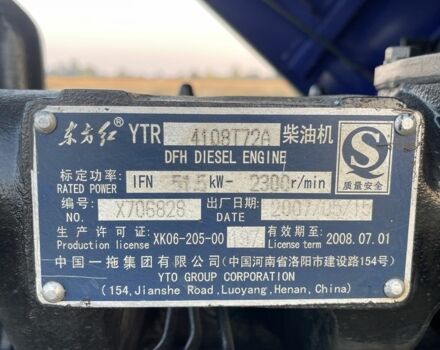 东方红® YTR 4108T72A 柴油机
DFH DIESEL ENGINE
质量安全
标定功率: RATED POWER IFN 51.5 kW- 2300r/min
编号: NO. X706828 出厂日期: DATE 2007/05/15
生产许可证: Production license XK06-205-00197 有效期至 License term 2008.07.01
中国一拖集团有限公司(中国河南省洛阳市建设路154号)
YTO GROUP CORPORATION
(154,Jianshe Road,Luoyang,Henan,China)